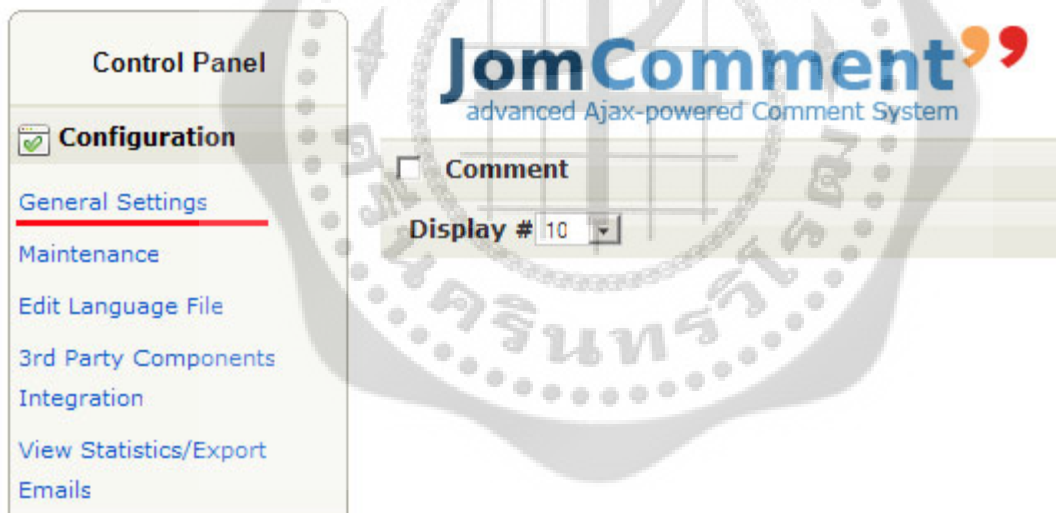 Control Panel
Configuration
General Settings
Maintenance
Edit Language File
3rd Party Components
Integration
View Statistics/Export
Emails
JomComment
advanced Ajax-powered Comment System
Comment
Display # 10